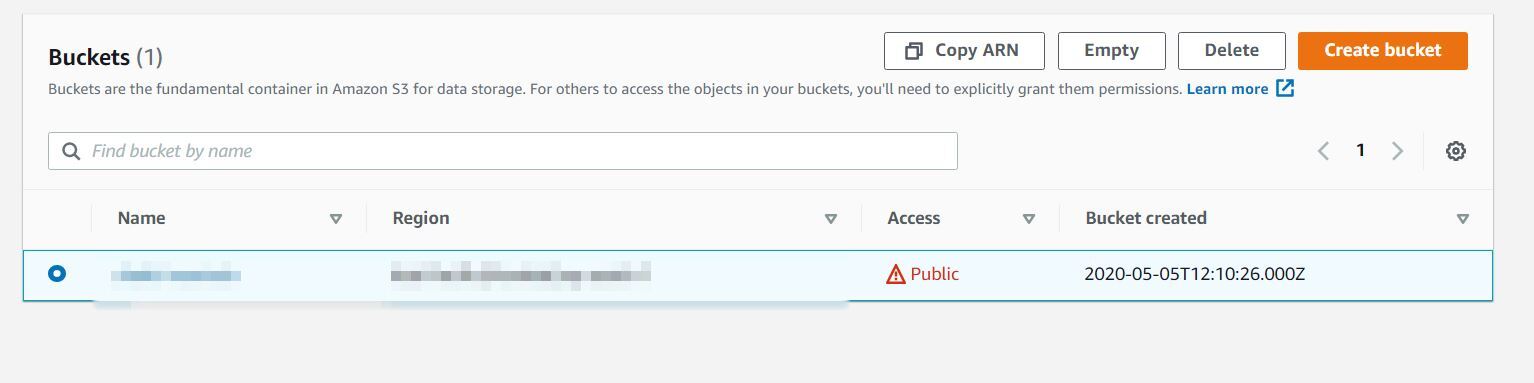 Buckets (1)
Copy ARN
Empty
Delete
Create bucket
Buckets are the fundamental container in Amazon S3 for data storage. For others to access the objects in your buckets, you'll need to explicitly grant them permissions. Learn more
Find bucket by name
1
Name Region Access Bucket created
Public 2020-05-05T12:10:26.000Z